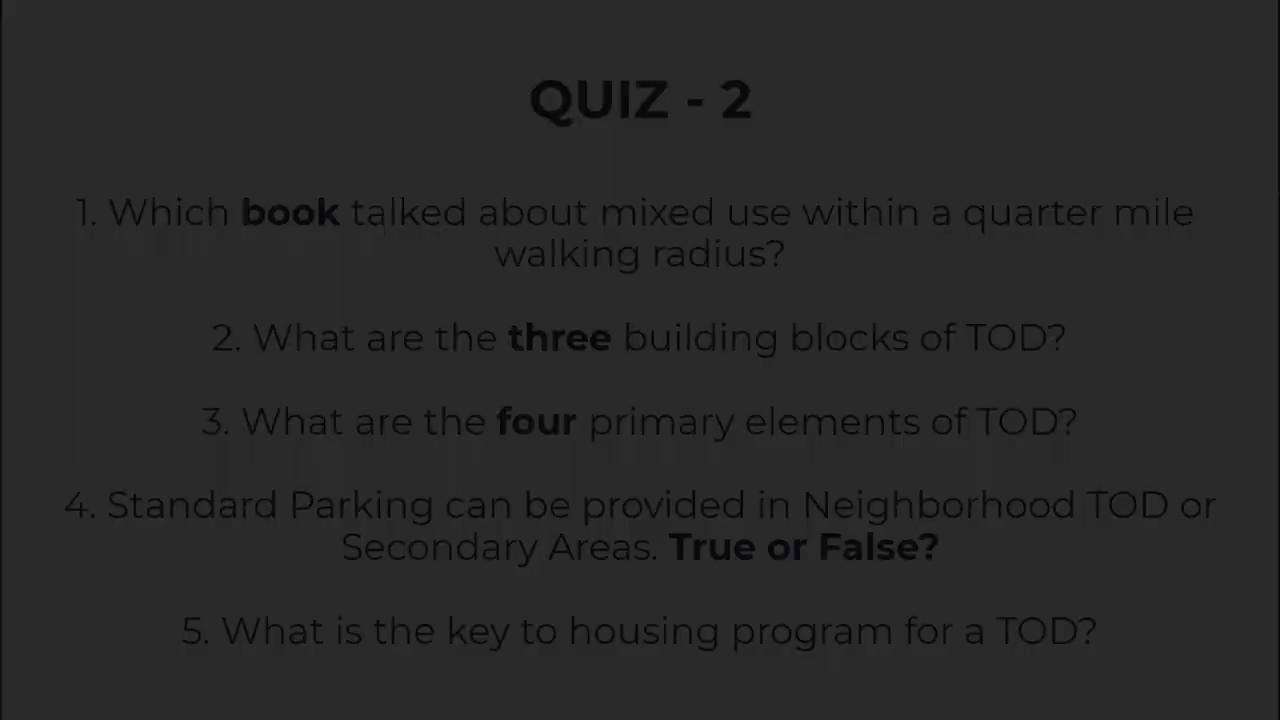 QUIZ - 2
1. Which book talked about mixed use within a quarter mile
walking radius?
2. What are the three building blocks of TOD?
3. What are the four primary elements of TOD?
4. Standard Parking can be provided in Neighborhood TOD or
Secondary Areas. True or False?
5. What is the key to housing program for a TOD?